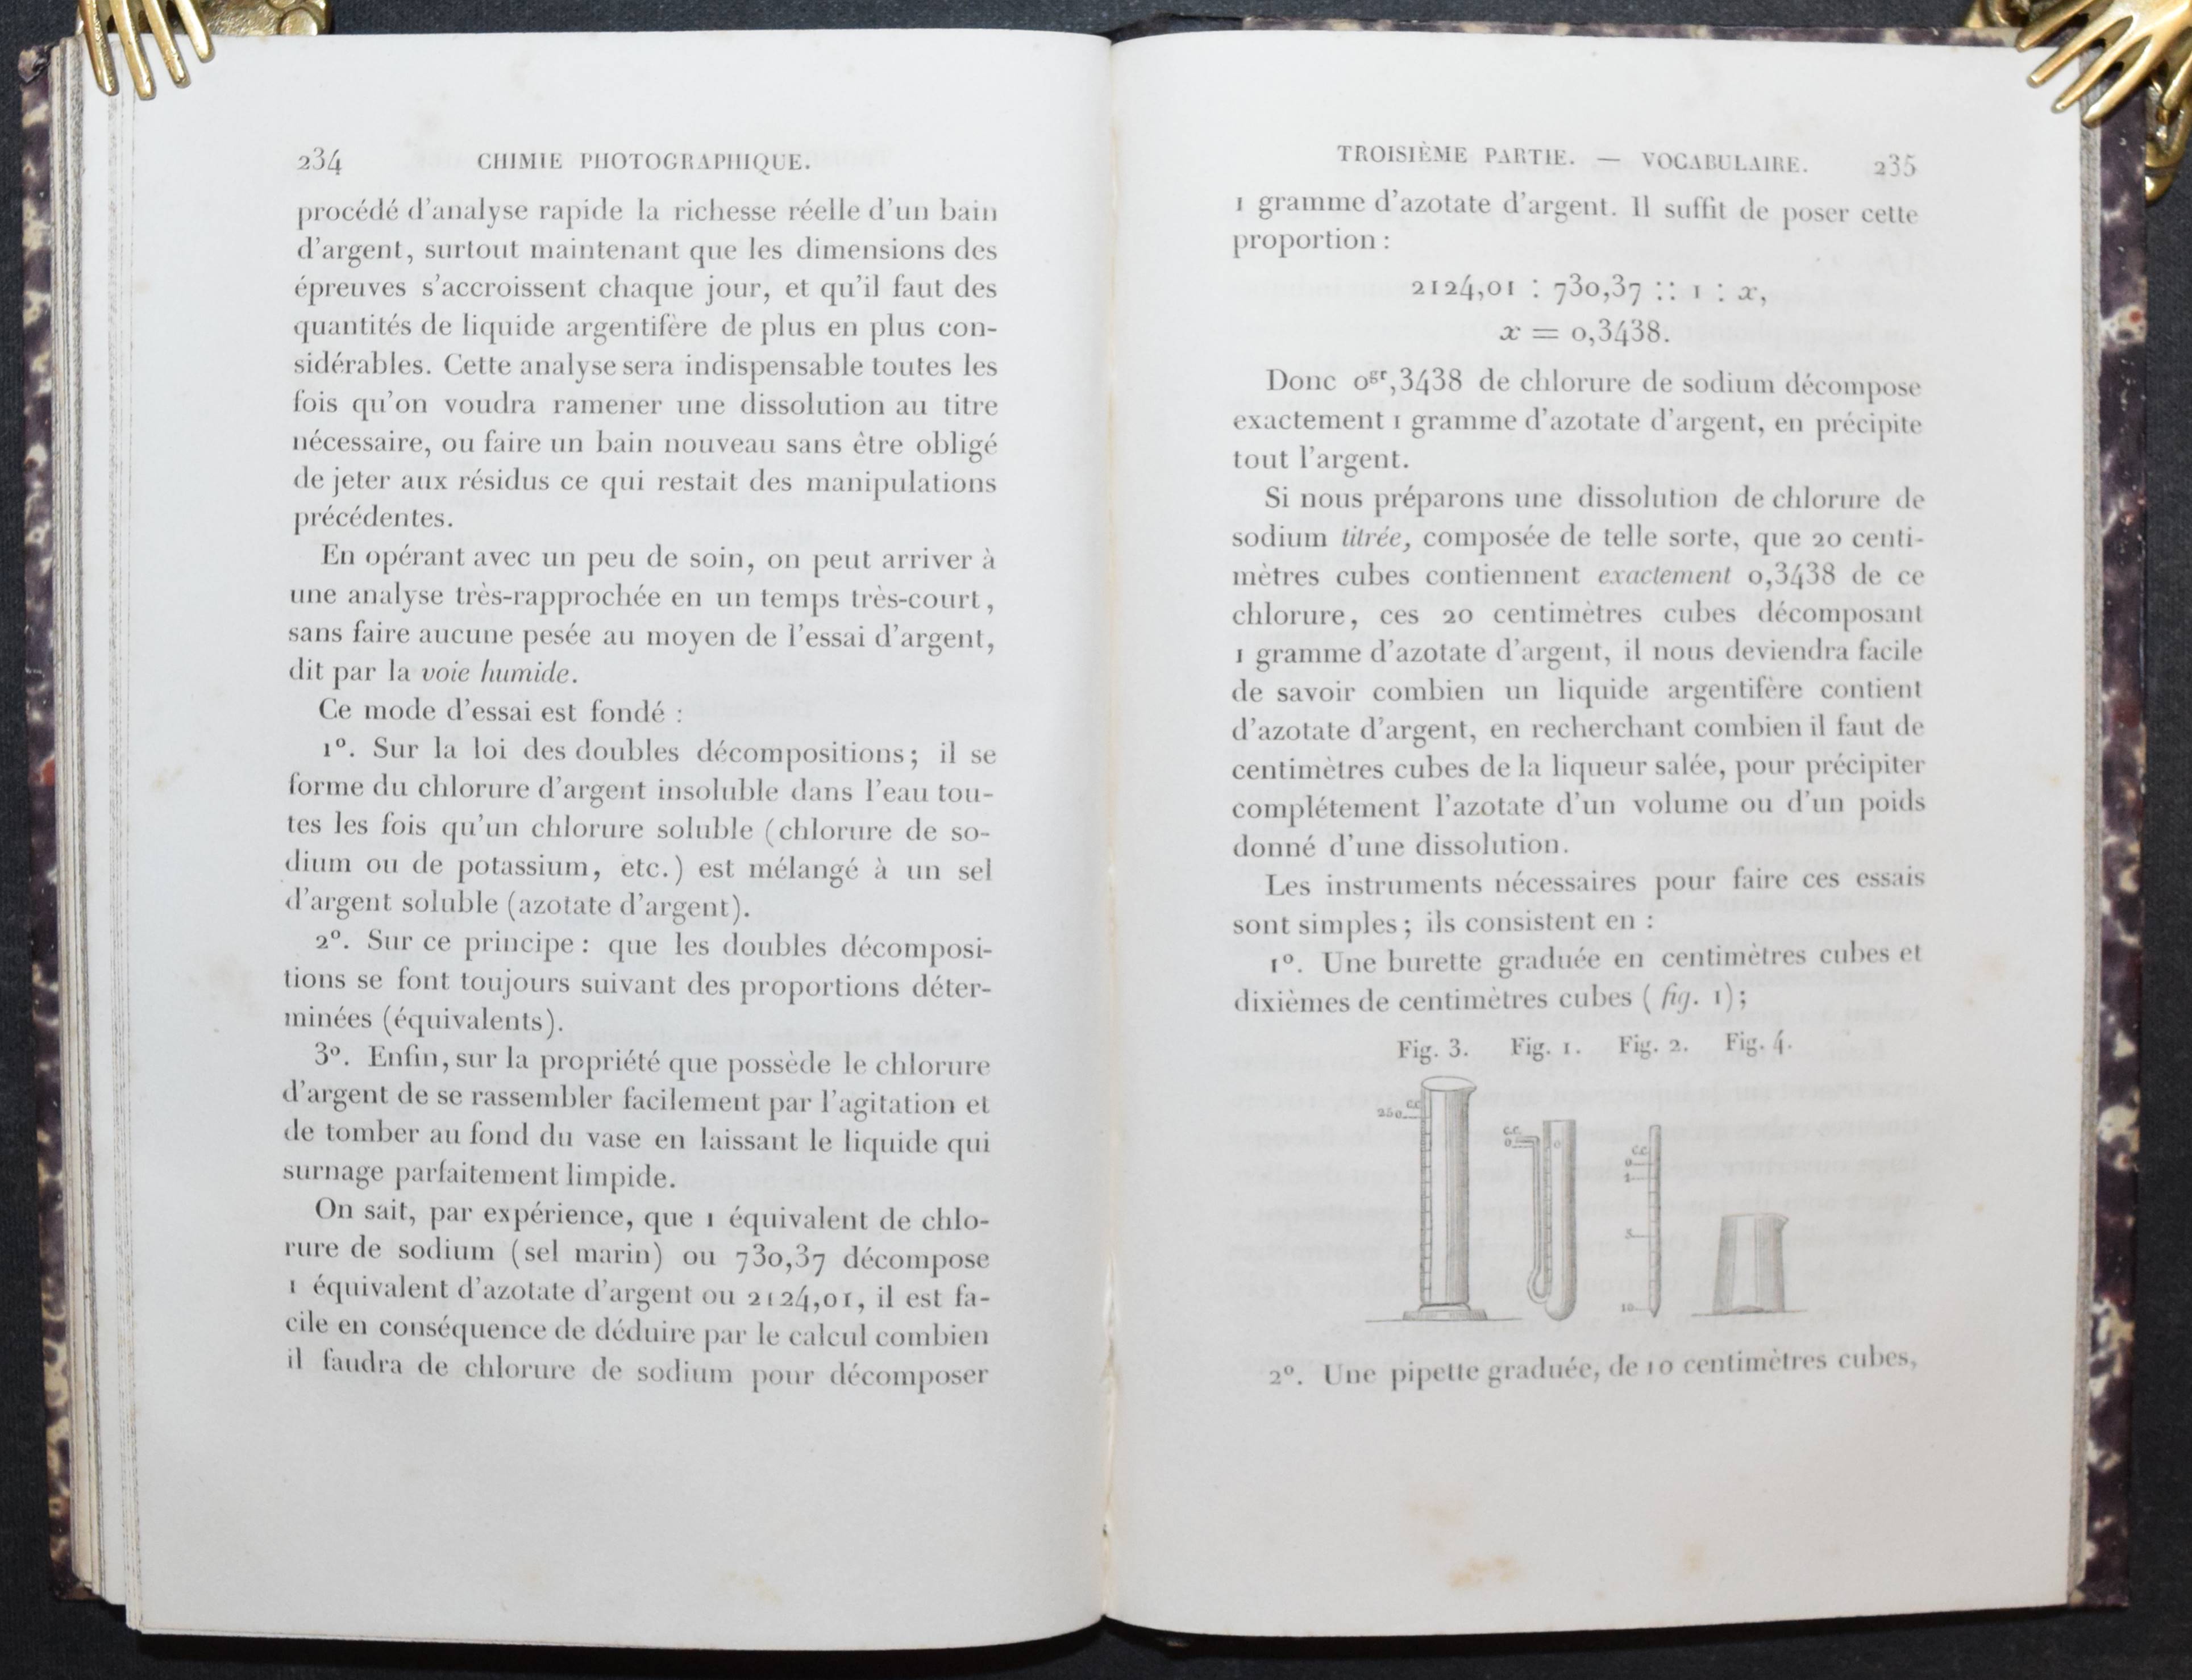 234 CHIMIE PHOTOGRAPHIQUE.
procédé d'analyse rapide la richesse réelle d'un bain
d'argent, surtout maintenant que les dimensions des
épreuves s'accroissent chaque jour, et qu'il faut des
quantités de liquide argentifère de plus en plus con-
sidérables. Cette analyse sera indispensable toutes les
fois qu'on voudra ramener une dissolution au titre
nécessaire, ou faire un bain nouveau sans être obligé
de jeter aux résidus ce qui restait des manipulations
précédentes.
En opérant avec un peu de soin, on peut arriver à
une analyse très-rapprochée en un temps très-court,
sans faire aucune pesée au moyen de l'essai d'argent,
dit par la voie humide.
Ce mode d'essai est fondé :
1°. Sur la loi des doubles décompositions; il se
forme du chlorure d'argent insoluble dans l'eau tou-
tes les fois qu'un chlorure soluble (chlorure de so-
dium ou de potassium, etc.) est mélangé à un sel
d'argent soluble (azotate d'argent).
2°. Sur ce principe : que les doubles décomposi-
tions se font toujours suivant des proportions déter-
minées (équivalents).
3°. Enfin, sur la propriété que possède le chlorure
d'argent de se rassembler facilement par l'agitation et
de tomber au fond du vase en laissant le liquide qui
surnage parfaitement limpide.
On sait, par expérience, que 1 équivalent de chlo-
rure de sodium (sel marin) ou 730,37 décompose
1 équivalent d'azotate d'argent ou 2124,01, il est fa-
cile en conséquence de déduire par le calcul combien
il faudra de chlorure de sodium pour décomposer
TROISIÈME PARTIE. — VOCABULAIRE. 235
1 gramme d'azotate d'argent. Il suffit de poser cette
proportion :
2124,01 : 730,37 :: 1 : x,
x = 0,3438.
Donc 0gr,3438 de chlorure de sodium décompose
exactement 1 gramme d'azotate d'argent, en précipite
tout l'argent.
Si nous préparons une dissolution de chlorure de
sodium titrée, composée de telle sorte, que 20 centi-
mètres cubes contiennent exactement 0,3438 de ce
chlorure, ces 20 centimètres cubes décomposant
1 gramme d'azotate d'argent, il nous deviendra facile
de savoir combien un liquide argentifère contient
d'azotate d'argent, en recherchant combien il faut de
centimètres cubes de la liqueur salée, pour précipiter
complétement l'azotate d'un volume ou d'un poids
donné d'une dissolution.
Les instruments nécessaires pour faire ces essais
sont simples; ils consistent en :
1°. Une burette graduée en centimètres cubes et
dixièmes de centimètres cubes (fig. 1);
Fig. 3. Fig. 1. Fig. 2. Fig. 4.
250 cc
c.c. 0 0
c.c.
0
1
5
10
2°. Une pipette graduée, de 10 centimètres cubes,